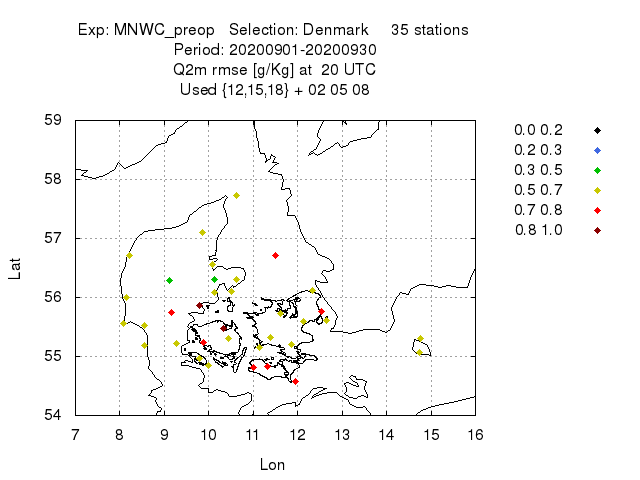 Exp: MNWC_preop   Selection: Denmark     35 stations
Period: 20200901-20200930
Q2m rmse [g/Kg] at  20 UTC
Used {12,15,18} + 02 05 08
59
58
57
56
55
54
Lat
7 8 9 10 11 12 13 14 15 16
Lon
0.0 0.2
0.2 0.3
0.3 0.5
0.5 0.7
0.7 0.8
0.8 1.0